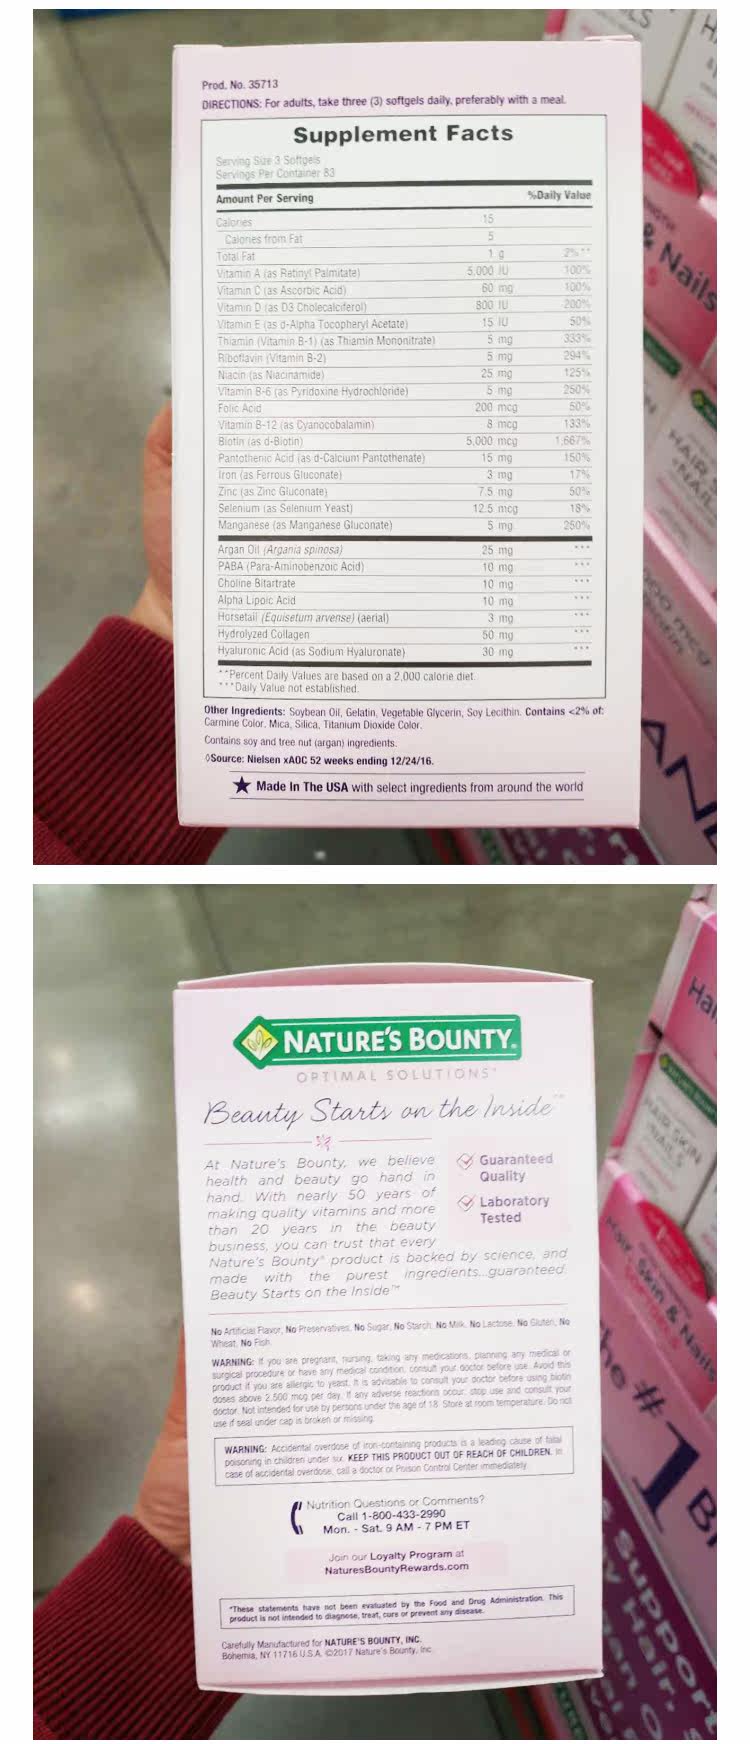 Prod. No. 35713
DIRECTIONS: For adults, take three (3) softgels daily, preferably with a meal.
Supplement Facts
Serving Size 3 Softgels
Servings Per Container 83
Amount Per Serving %Daily Value
Calories 15
Calories from Fat 5
Total Fat 1 g 2%**
Vitamin A (as Retinyl Palmitate) 5,000 IU 100%
Vitamin C (as Ascorbic Acid) 60 mg 100%
Vitamin D (as D3 Cholecalciferol) 800 IU 200%
Vitamin E (as d-Alpha Tocopheryl Acetate) 15 IU 50%
Thiamin (Vitamin B-1) (as Thiamin Mononitrate) 5 mg 333%
Riboflavin (Vitamin B-2) 5 mg 294%
Niacin (as Niacinamide) 25 mg 125%
Vitamin B-6 (as Pyridoxine Hydrochloride) 5 mg 250%
Folic Acid 200 mcg 50%
Vitamin B-12 (as Cyanocobalamin) 8 mcg 133%
Biotin (as d-Biotin) 5,000 mcg 1,667%
Pantothenic Acid (as d-Calcium Pantothenate) 15 mg 150%
Iron (as Ferrous Gluconate) 3 mg 17%
Zinc (as Zinc Gluconate) 7.5 mg 50%
Selenium (as Selenium Yeast) 12.5 mcg 18%
Manganese (as Manganese Gluconate) 5 mg 250%
Argan Oil (Argania spinosa) 25 mg ***
PABA (Para-Aminobenzoic Acid) 10 mg ***
Choline Bitartrate 10 mg ***
Alpha Lipoic Acid 10 mg ***
Horsetail (Equisetum arvense) (aerial) 3 mg ***
Hydrolyzed Collagen 50 mg ***
Hyaluronic Acid (as Sodium Hyaluronate) 30 mg ***
**Percent Daily Values are based on a 2,000 calorie diet.
***Daily Value not established.
Other Ingredients: Soybean Oil, Gelatin, Vegetable Glycerin, Soy Lecithin. Contains <2% of:
Carmine Color, Mica, Silica, Titanium Dioxide Color.
Contains soy and tree nut (argan) ingredients.
◊Source: Nielsen xAOC 52 weeks ending 12/24/16.
★ Made In The USA with select ingredients from around the world
& Nails
NATURE'S BOUNTY®
OPTIMAL SOLUTIONS®
Beauty Starts on the Inside™
At Nature's Bounty, we believe
health and beauty go hand in
hand. With nearly 50 years of
making quality vitamins and more
than 20 years in the beauty
business, you can trust that every
Nature's Bounty® product is backed by science, and
made with the purest ingredients...guaranteed.
Beauty Starts on the Inside™
Guaranteed
Quality
Laboratory
Tested
No Artificial Flavor, No Preservatives, No Sugar, No Starch, No Milk, No Lactose, No Gluten, No
Wheat, No Fish.
WARNING: If you are pregnant, nursing, taking any medications, planning any medical or
surgical procedure or have any medical condition, consult your doctor before use. Avoid this
product if you are allergic to yeast. It is advisable to consult your doctor before using biotin
doses above 2,500 mcg per day. If any adverse reactions occur, stop use and consult your
doctor. Not intended for use by persons under the age of 18. Store at room temperature. Do not
use if seal under cap is broken or missing.
WARNING: Accidental overdose of iron-containing products is a leading cause of fatal
poisoning in children under six. KEEP THIS PRODUCT OUT OF REACH OF CHILDREN. In
case of accidental overdose, call a doctor or Poison Control Center immediately.
Nutrition Questions or Comments?
Call 1-800-433-2990
Mon. - Sat. 9 AM - 7 PM ET
Join our Loyalty Program at
NaturesBountyRewards.com
*These statements have not been evaluated by the Food and Drug Administration. This
product is not intended to diagnose, treat, cure or prevent any disease.
Carefully Manufactured for NATURE'S BOUNTY, INC.
Bohemia, NY 11716 U.S.A. ©2017 Nature's Bounty, Inc.
HAIR SKIN
NAILS
Hair, Skin & Nails
the #1